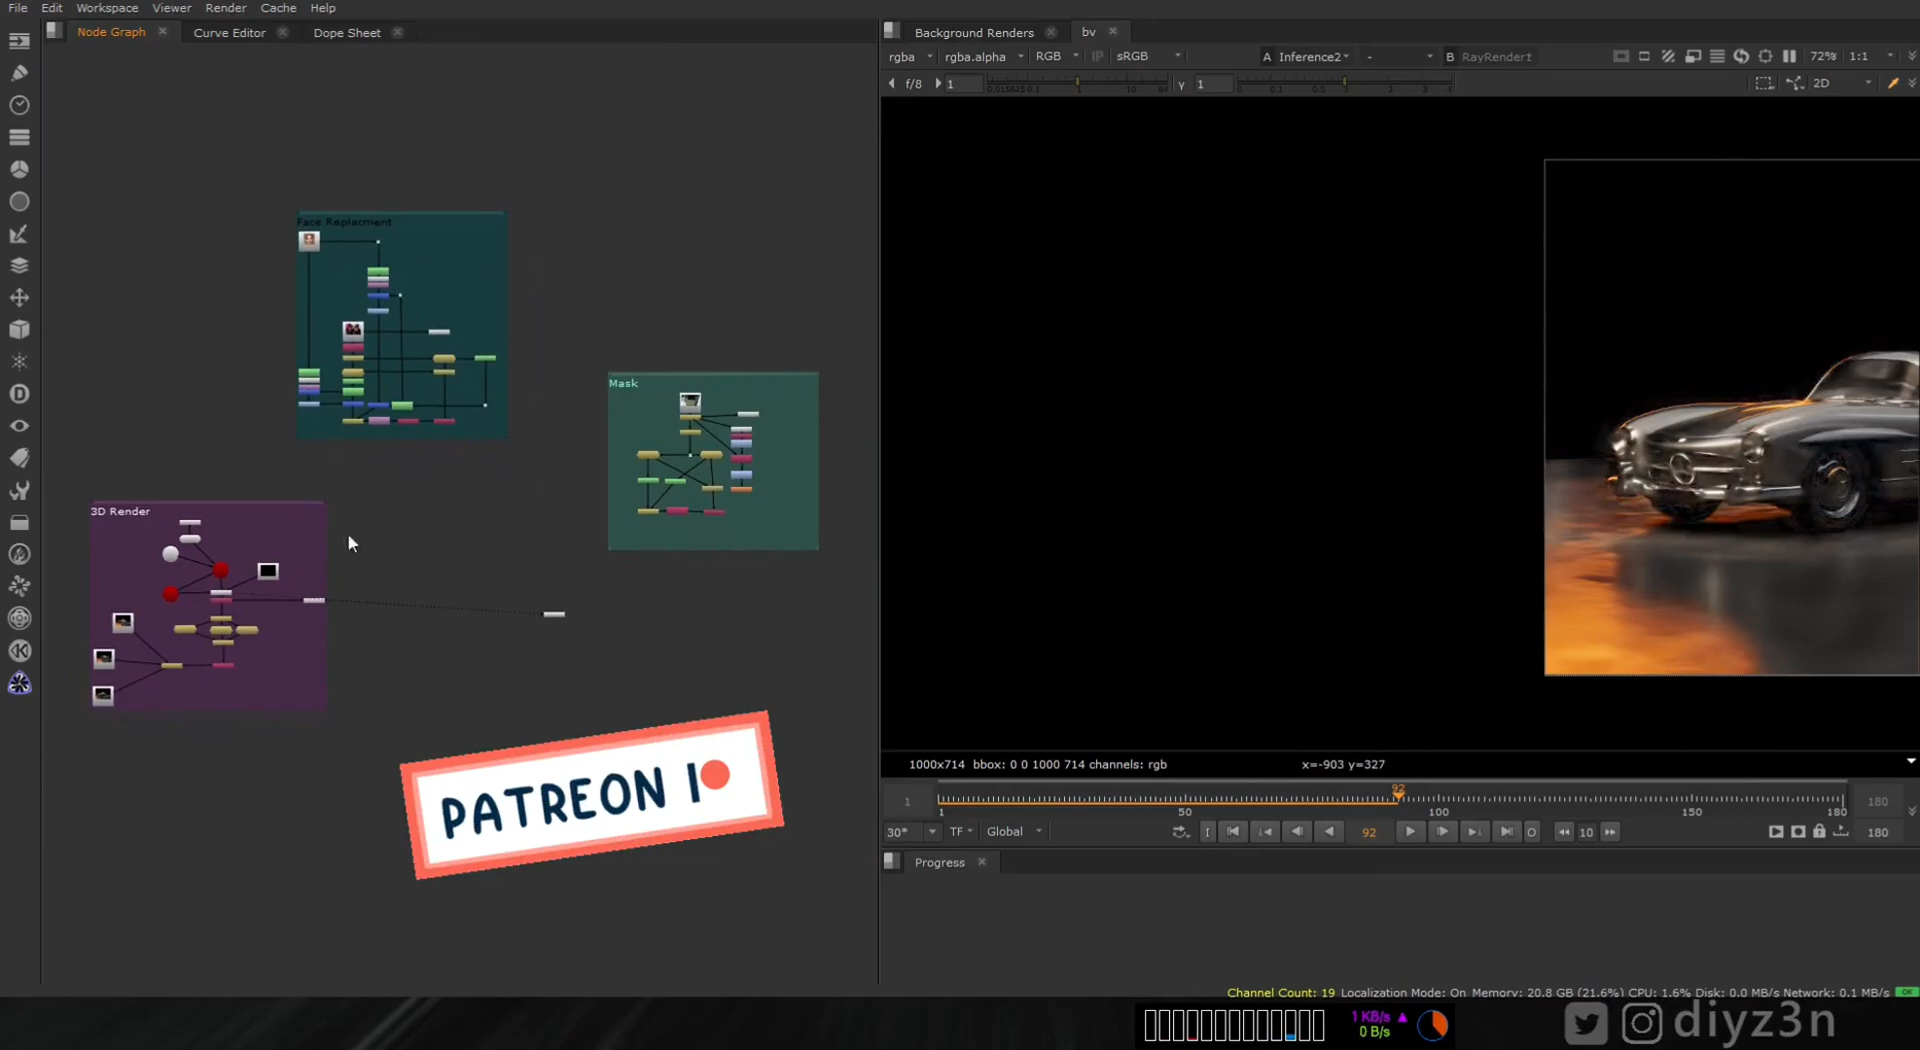 File Edit Workspace Viewer Render Cache Help
Node Graph Curve Editor Dope Sheet
Background Renders bv
rgba rgba.alpha RGB IP sRGB A Inference2 - B RayRender1 72% 1:1
f/8 1 γ 1 2D
Face Replacment
Mask
3D Render
PATREON I
1000x714 bbox: 0 0 1000 714 channels: rgb x=-903 y=327
92
1 1 50 100 150 180 180
30* TF Global I 92 O 10 180
Progress
Channel Count: 19 Localization Mode: On Memory: 20.8 GB (21.6%) CPU: 1.6% Disk: 0.0 MB/s Network: 0.1 MB/s
1 KB/s
0 B/s
diyz3n